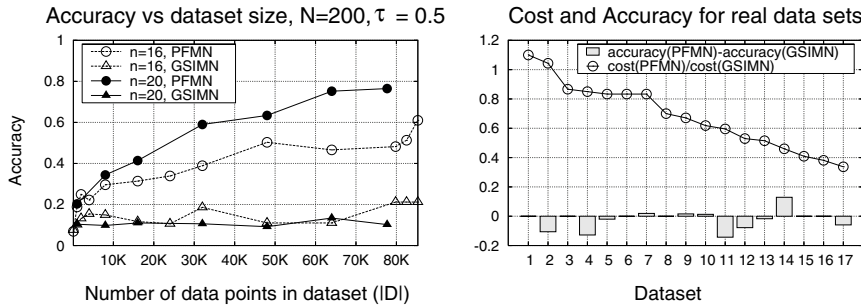 Accuracy vs dataset size, N=200, τ = 0.5
1
0.8
0.6
0.4
0.2
0
Accuracy
n=16, PFMN
n=16, GSIMN
n=20, PFMN
n=20, GSIMN
10K 20K 30K 40K 50K 60K 70K 80K
Number of data points in dataset (|D|)
Cost and Accuracy for real data sets
1.2
1
0.8
0.6
0.4
0.2
0
-0.2
accuracy(PFMN)-accuracy(GSIMN)
cost(PFMN)/cost(GSIMN)
1 2 3 4 5 6 7 8 9 10 11 12 13 14 15 16 17
Dataset